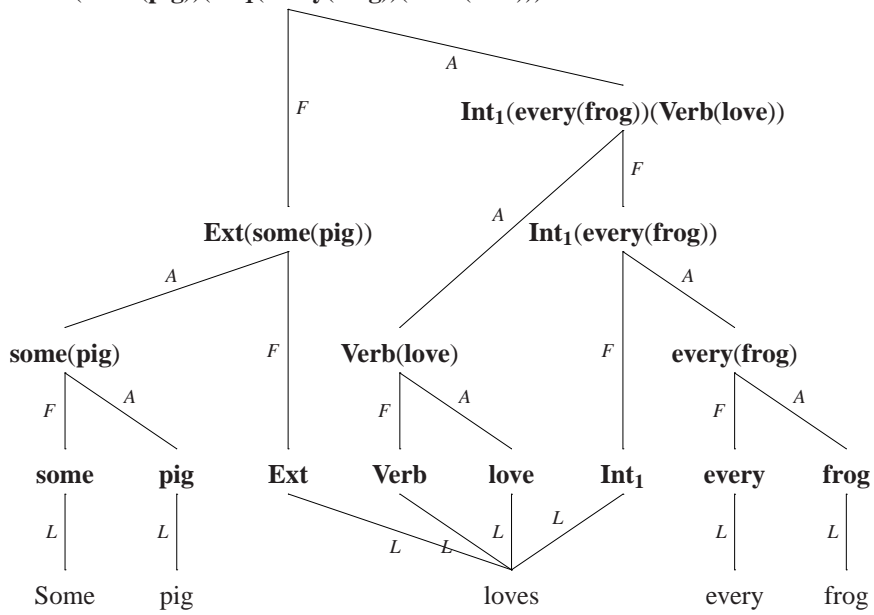 A
F
Int₁(every(frog))(Verb(love))
F
A
Ext(some(pig)) Int₁(every(frog))
A A
F F
some(pig) Verb(love) every(frog)
F A F A F A
some pig Ext Verb love Int₁ every frog
L L L L L L L L
Some pig loves every frog